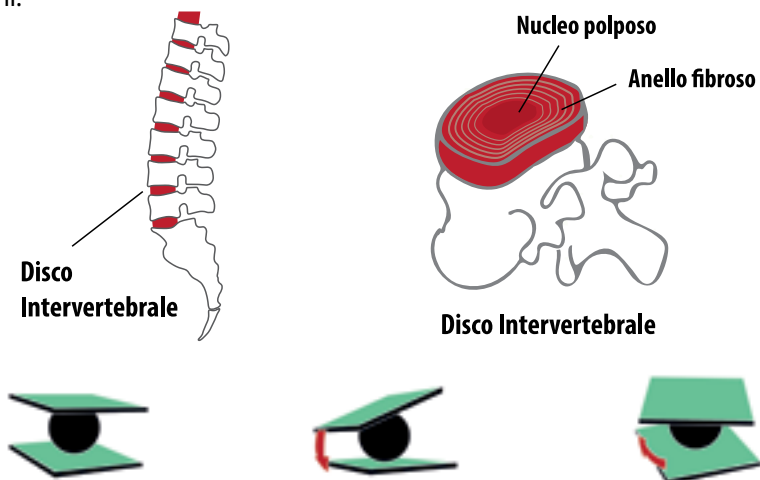 Nucleo polposo
Anello fibroso
Disco
Intervertebrale
Disco Intervertebrale